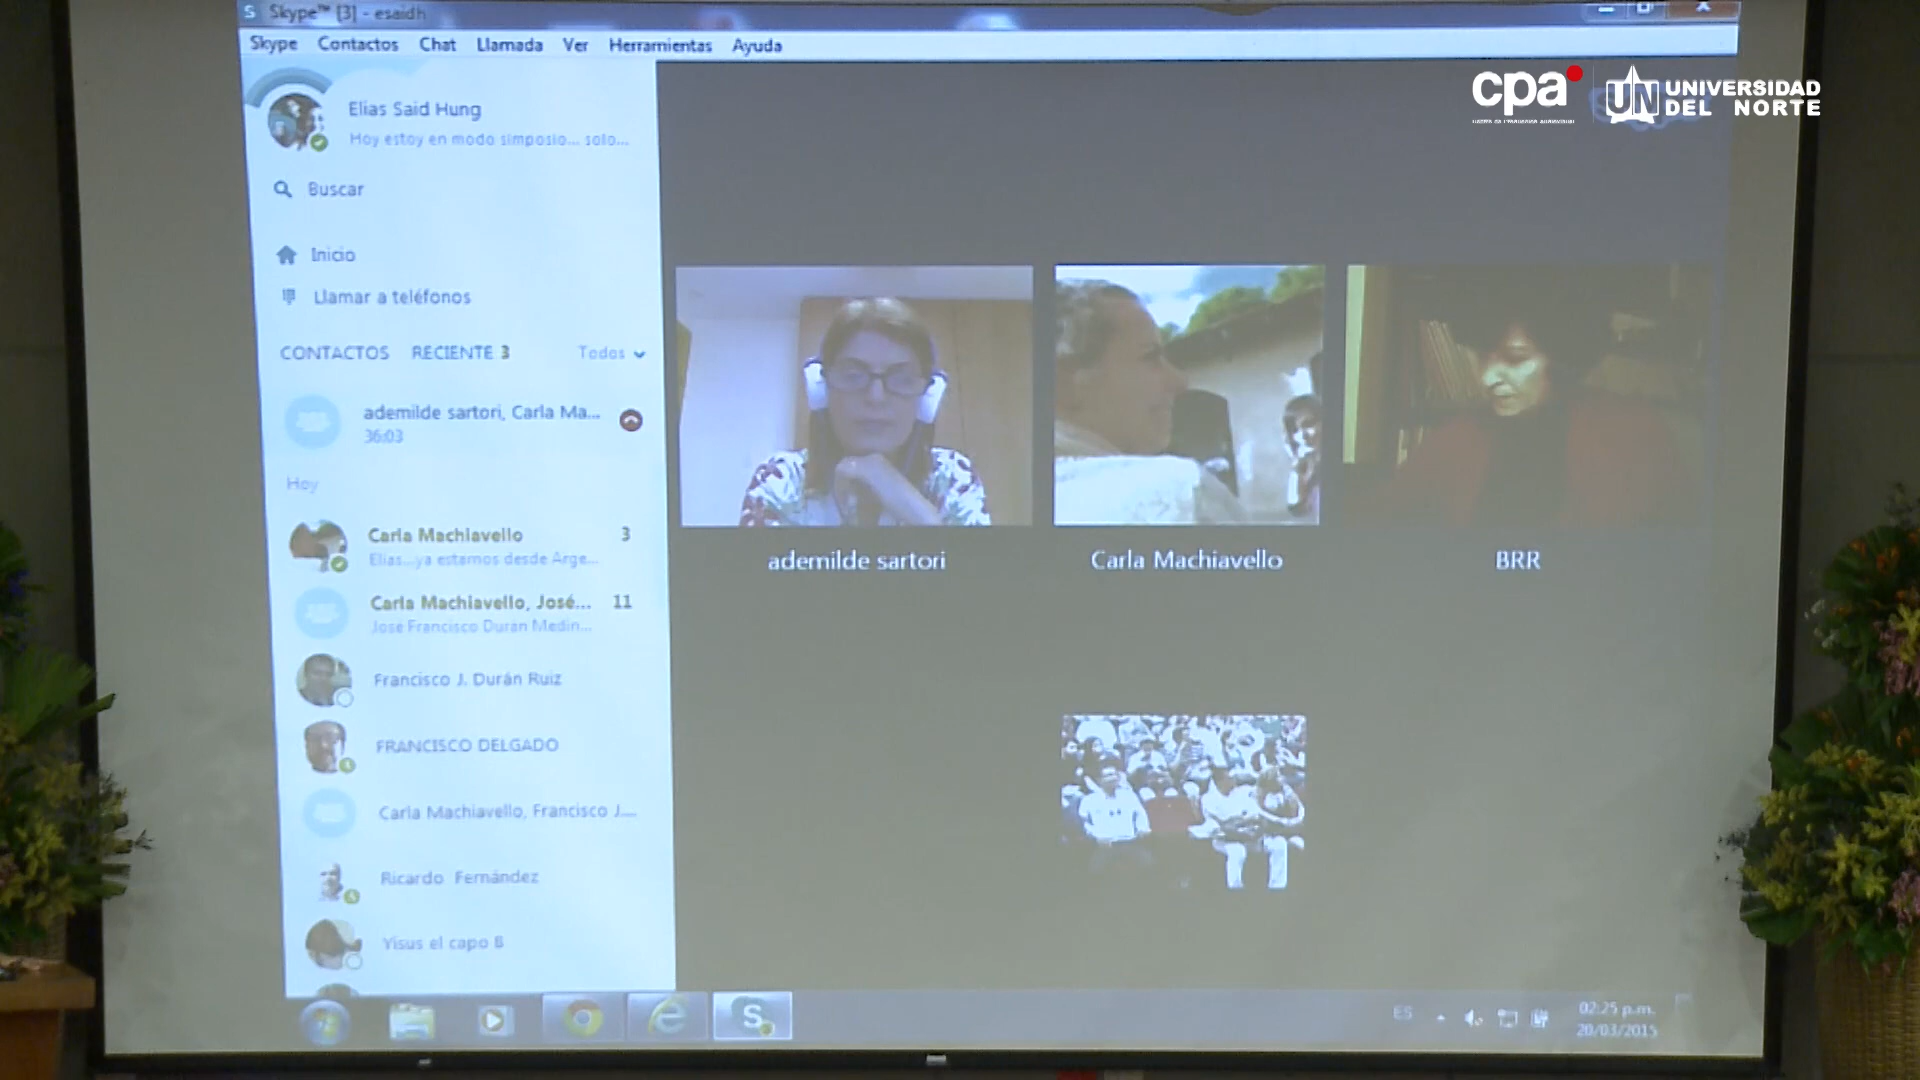 Skype™ [3] - esaidh
Skype Contactos Chat Llamada Ver Herramientas Ayuda
cpa
UN UNIVERSIDAD
DEL NORTE
Elias Said Hung
Hoy estoy en modo simposio... solo...
Buscar
Inicio
Llamar a teléfonos
CONTACTOS RECIENTE 3 Todos
ademilde sartori, Carla Ma...
36:03
Hoy
Carla Machiavello 3
Elias...ya estamos desde Arge...
Carla Machiavello, José... 11
Jose Francisco Durán Medin...
Francisco J. Durán Ruiz
FRANCISCO DELGADO
Carla Machiavello, Francisco J....
Ricardo Fernández
Yisus el capo B
ademilde sartori
Carla Machiavello
BRR
ES
02:25 p.m.
20/03/2015